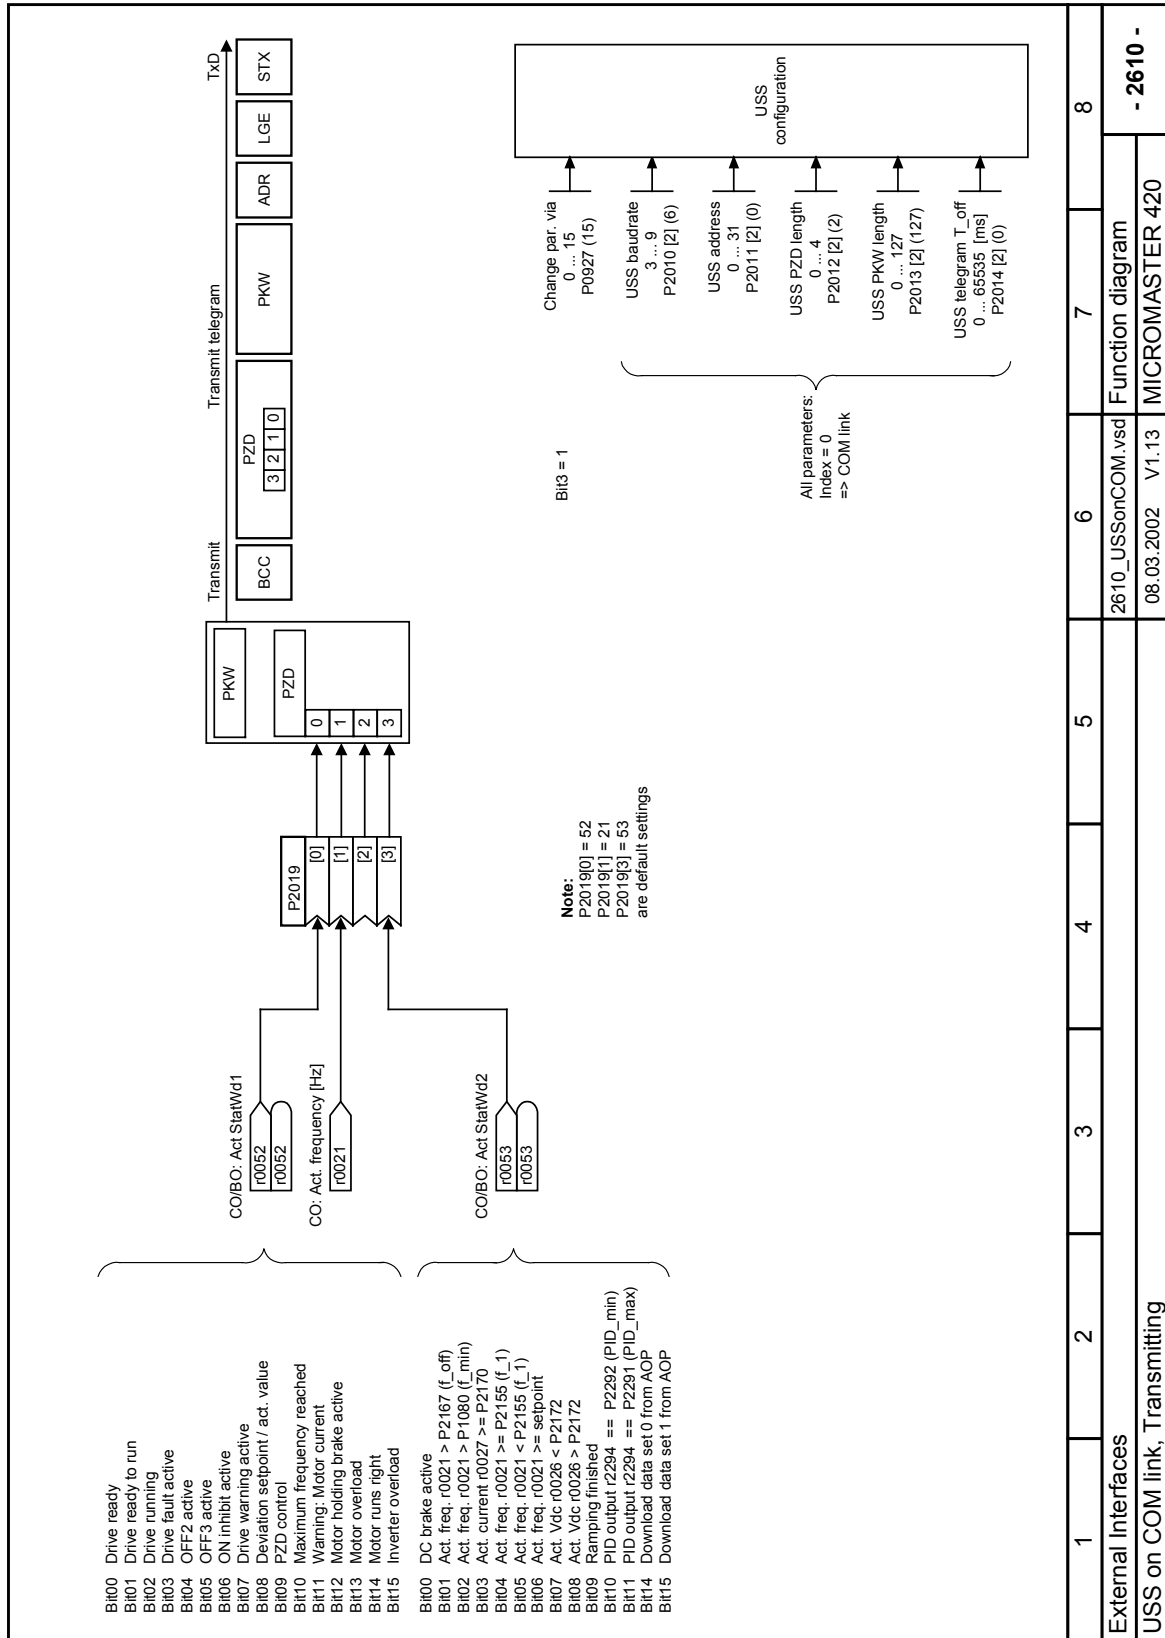 Bit00 Drive ready
Bit01 Drive ready to run
Bit02 Drive running
Bit03 Drive fault active
Bit04 OFF2 active
Bit05 OFF3 active
Bit06 ON inhibit active
Bit07 Drive warning active
Bit08 Deviation setpoint / act. value
Bit09 PZD control
Bit10 Maximum frequency reached
Bit11 Warning: Motor current
Bit12 Motor holding brake active
Bit13 Motor overload
Bit14 Motor runs right
Bit15 Inverter overload
Bit00 DC brake active
Bit01 Act. freq. r0021 > P2167 (f_off)
Bit02 Act. freq. r0021 > P1080 (f_min)
Bit03 Act. current r0027 >= P2170
Bit04 Act. freq. r0021 >= P2155 (f_1)
Bit05 Act. freq. r0021 < P2155 (f_1)
Bit06 Act. freq. r0021 >= setpoint
Bit07 Act. Vdc r0026 < P2172
Bit08 Act. Vdc r0026 > P2172
Bit09 Ramping finished
Bit10 PID output r2294 == P2292 (PID_min)
Bit11 PID output r2294 == P2291 (PID_max)
Bit14 Download data set 0 from AOP
Bit15 Download data set 1 from AOP
CO/BO: Act StatWd1
r0052
r0052
CO: Act. frequency [Hz]
r0021
CO/BO: Act StatWd2
r0053
r0053
P2019
[0]
[1]
[2]
[3]
Note:
P2019[0] = 52
P2019[1] = 21
P2019[3] = 53
are default settings
PKW
PZD
0
1
2
3
Transmit
Transmit telegram
TxD
BCC
PZD
3 2 1 0
PKW
ADR
LGE
STX
Bit3 = 1
All parameters:
Index = 0
=> COM link
Change par. via
0 ... 15
P0927 (15)
USS baudrate
3 ... 9
P2010 [2] (6)
USS address
0 ... 31
P2011 [2] (0)
USS PZD length
0 ... 4
P2012 [2] (2)
USS PKW length
0 ... 127
P2013 [2] (127)
USS telegram T_off
0 ... 65535 [ms]
P2014 [2] (0)
USS
configuration
1 2 3 4 5 6 7 8
External Interfaces
2610_USSonCOM.vsd
Function diagram
- 2610 -
USS on COM link, Transmitting
08.03.2002 V1.13
MICROMASTER 420